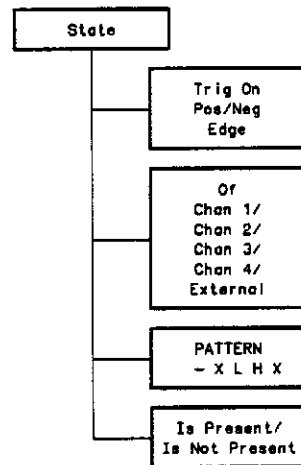 State
Trig On
Pos/Neg
Edge
Of
Chan 1/
Chan 2/
Chan 3/
Chan 4/
External
PATTERN
- X L H X
Is Present/
Is Not Present